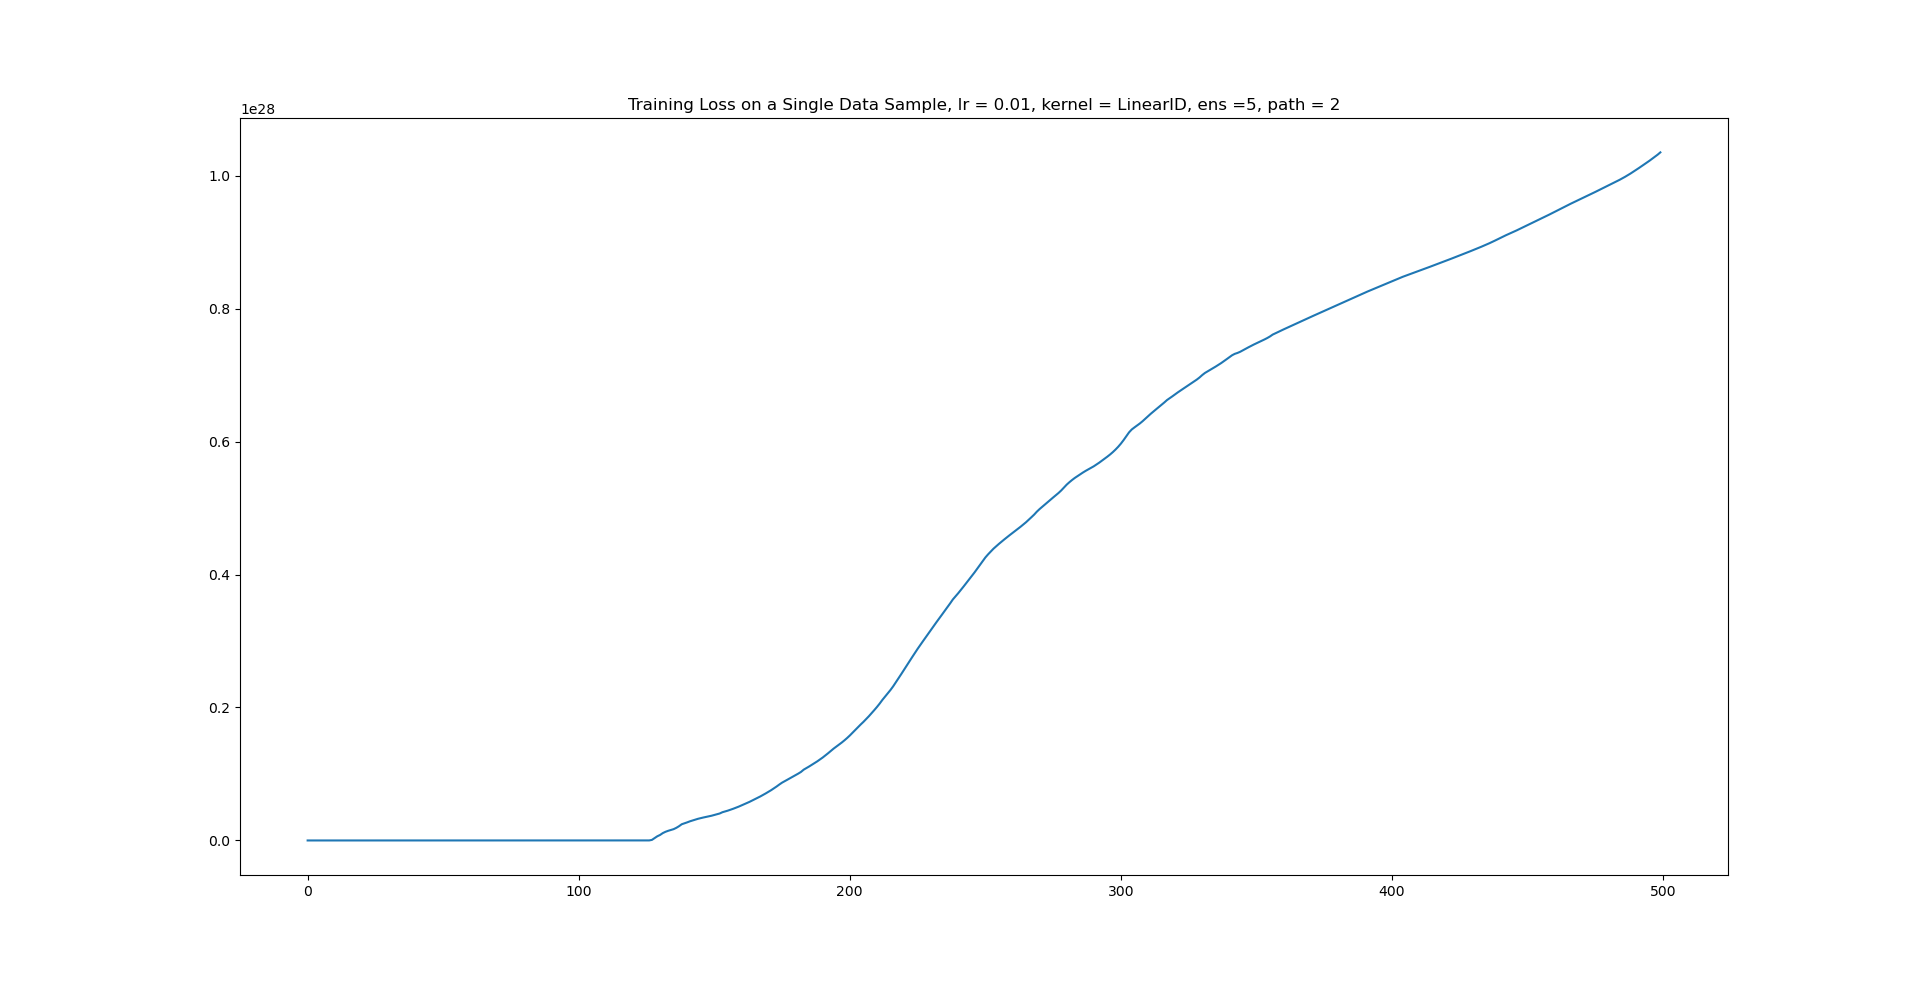 Training Loss on a Single Data Sample, lr = 0.01, kernel = LinearID, ens =5, path = 2
1e28
1.0
0.8
0.6
0.4
0.2
0.0
0 100 200 300 400 500